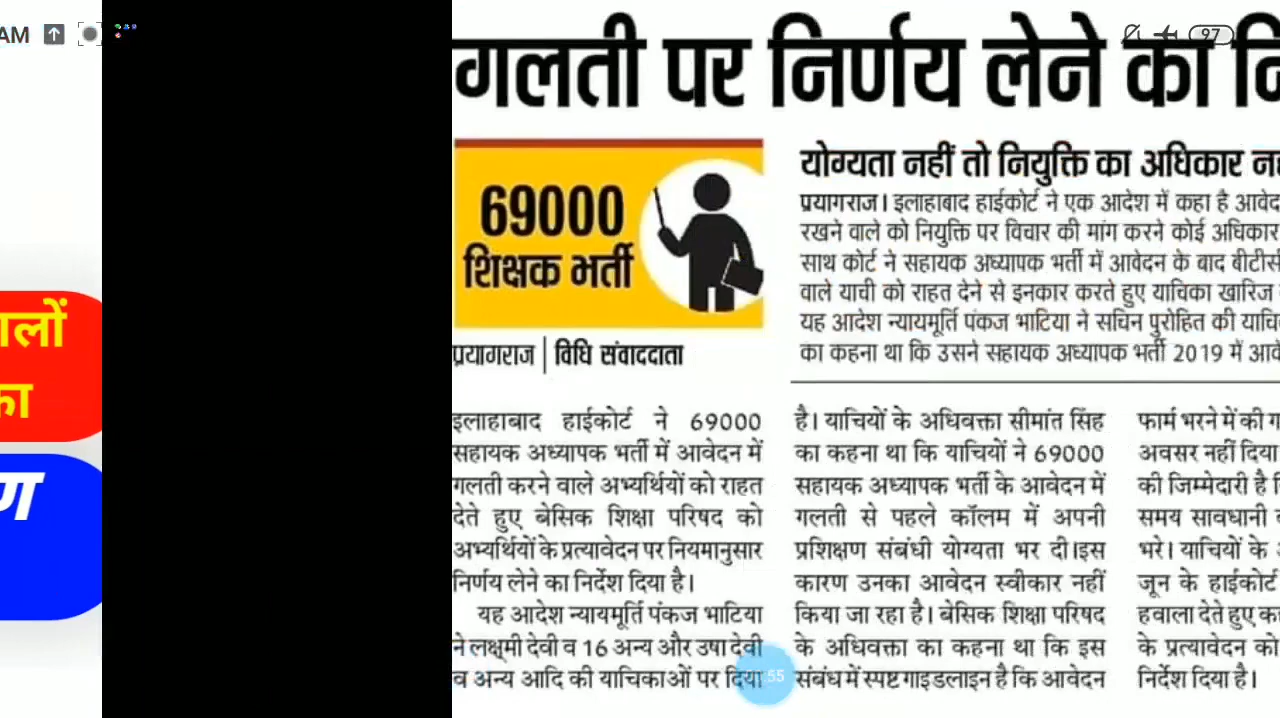 AM
97
गलती पर निर्णय लेने का
69000
शिक्षक भर्ती
प्रयागराज | विधि संवाददाता
इलाहाबाद हाईकोर्ट ने 69000
सहायक अध्यापक भर्ती में आवेदन में
गलती करने वाले अभ्यर्थियों को राहत
देते हुए बेसिक शिक्षा परिषद को
अभ्यर्थियों के प्रत्यावेदन पर नियमानुसार
निर्णय लेने का निर्देश दिया है।
यह आदेश न्यायमूर्ति पंकज भाटिया
ने लक्ष्मी देवी व 16 अन्य और उषा देवी
व अन्य आदि की याचिकाओं पर दिया
योग्यता नहीं तो नियुक्ति का अधिकार
प्रयागराज। इलाहाबाद हाईकोर्ट ने एक आदेश में कहा है
रखने वाले को नियुक्ति पर विचार की मांग करने कोई अधिकार
साथ कोर्ट ने सहायक अध्यापक भर्ती में आवेदन के बाद
वाले याची को राहत देने से इनकार करते हुए याचिका खारिज
यह आदेश न्यायमूर्ति पंकज भाटिया ने सचिन पुरोहित की
का कहना था कि उसने सहायक अध्यापक भर्ती 2019 में
है। याचियों के अधिवक्ता सीमांत सिंह
का कहना था कि याचियों ने 69000
सहायक अध्यापक भर्ती के आवेदन में
गलती से पहले कॉलम में अपनी
प्रशिक्षण संबंधी योग्यता भर दी।इस
कारण उनका आवेदन स्वीकार नहीं
किया जा रहा है। बेसिक शिक्षा परिषद
के अधिवक्ता का कहना था कि इस
संबंध में स्पष्ट गाइडलाइन है कि आवेदन
फार्म भरने में की
अवसर नहीं दिया
की जिम्मेदारी है
समय सावधानी
भरे। याचियों के
जून के हाईकोर्ट
हवाला देते हुए
के प्रत्यावेदन को
निर्देश दिया है।